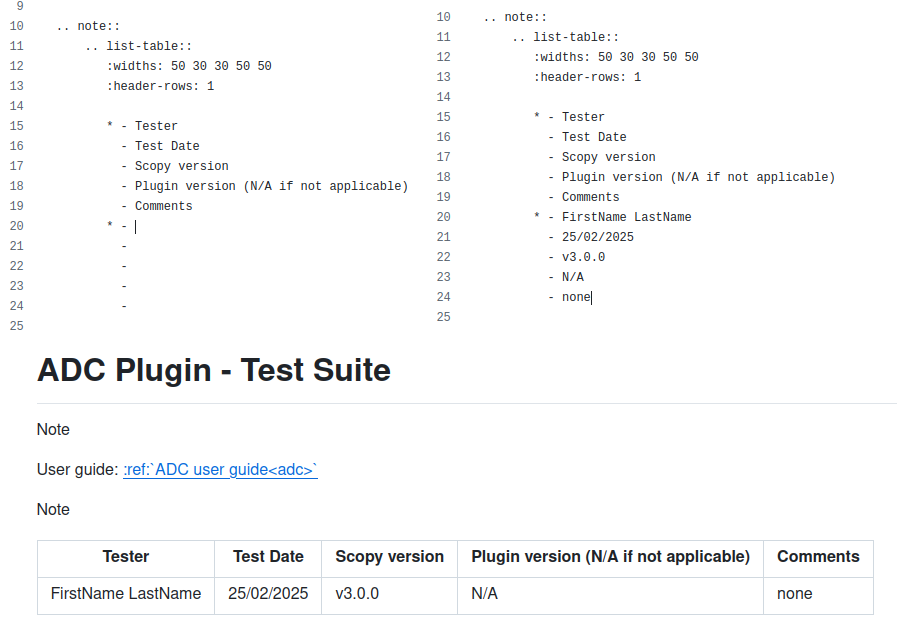 9
10 .. note::
11 .. list-table::
12 :widths: 50 30 30 50 50
13 :header-rows: 1
14
15 * - Tester
16 - Test Date
17 - Scopy version
18 - Plugin version (N/A if not applicable)
19 - Comments
20 * -
21 -
22 -
23 -
24 -
25
10 .. note::
11 .. list-table::
12 :widths: 50 30 30 50 50
13 :header-rows: 1
14
15 * - Tester
16 - Test Date
17 - Scopy version
18 - Plugin version (N/A if not applicable)
19 - Comments
20 * - FirstName LastName
21 - 25/02/2025
22 - v3.0.0
23 - N/A
24 - none
25
ADC Plugin - Test Suite
Note
User guide: :ref:`ADC user guide<adc>`
Note
Tester Test Date Scopy version Plugin version (N/A if not applicable) Comments
FirstName LastName 25/02/2025 v3.0.0 N/A none